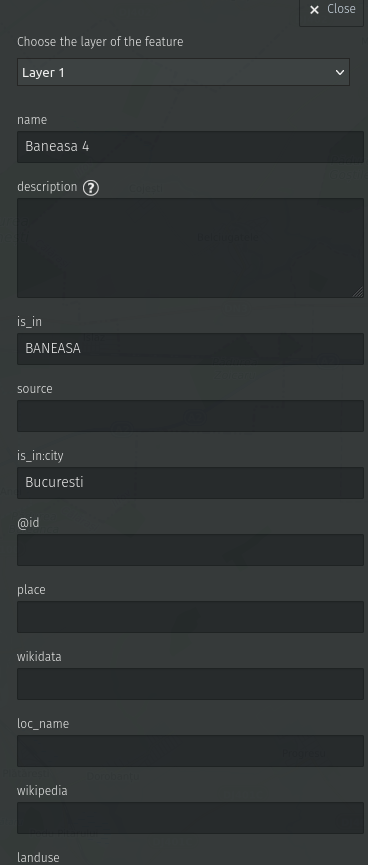 ✕ Close
Choose the layer of the feature
Layer 1
name
Baneasa 4
description ?
is_in
BANEASA
source
is_in:city
Bucuresti
@id
place
wikidata
loc_name
wikipedia
landuse